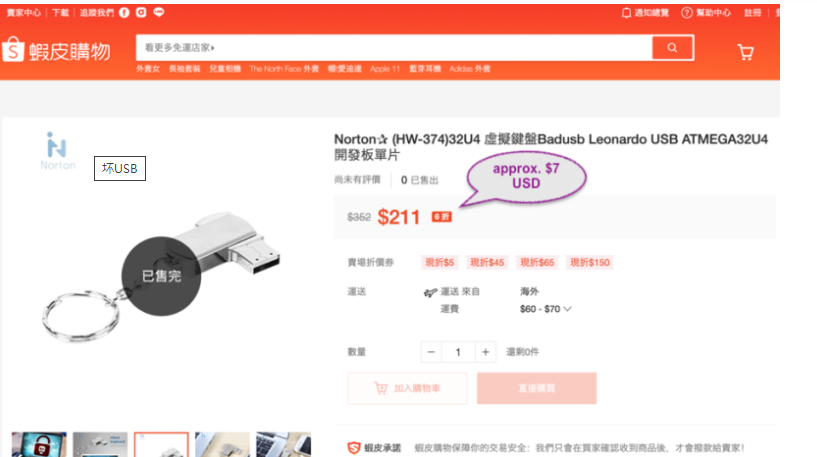 賣家中心 | 下載 | 追蹤我們
通知總覽 幫助中心 註冊
蝦皮購物
看更多免運店家
外套女 長袖套裝 兒童相機 The North Face 外套 Apple 11 藍芽耳機 Adidas 外套
Norton
坏USB
已售完
Norton✰ (HW-374)32U4 虛擬鍵盤Badusb Leonardo USB ATMEGA32U4
開發板單片
尚未有評價 0 已售出
approx. $7
USD
$352 $211 6 折
賣場折價券 現折$5 現折$45 現折$65 現折$150
運送 運送 來自 海外
運費 $60 - $70
數量 − 1 + 還剩0件
加入購物車 直接購買
蝦皮承諾 蝦皮購物保障你的交易安全：我們只會在買家確認收到商品後，才會撥款給賣家！